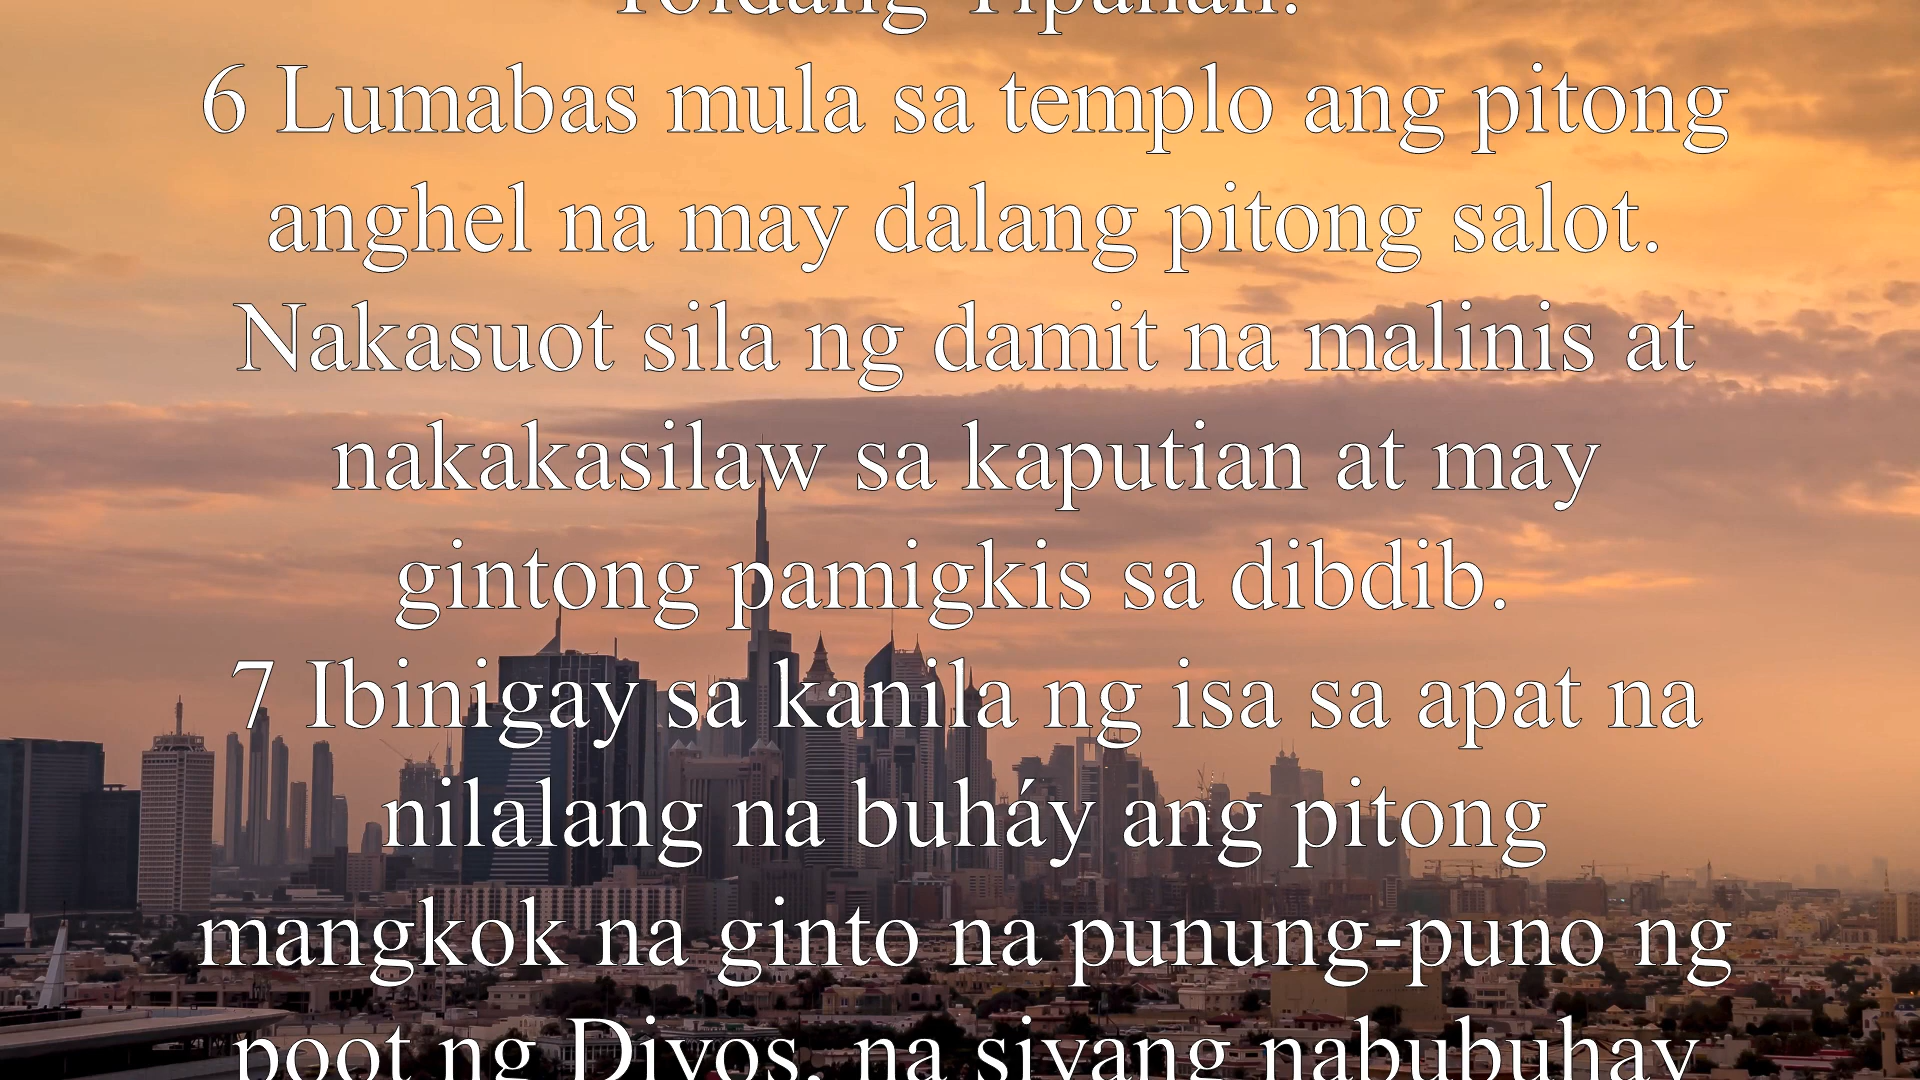 Toldang Tipanan.
6 Lumabas mula sa templo ang pitong
anghel na may dalang pitong salot.
Nakasuot sila ng damit na malinis at
nakakasilaw sa kaputian at may
gintong pamigkis sa dibdib.
7 Ibinigay sa kanila ng isa sa apat na
nilalang na buháy ang pitong
mangkok na ginto na punung-puno ng
poot ng Diyos, na siyang nabubuhay